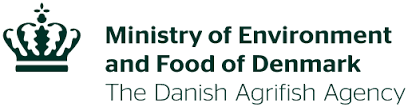 Ministry of Environment
and Food of Denmark
The Danish Agrifish Agency